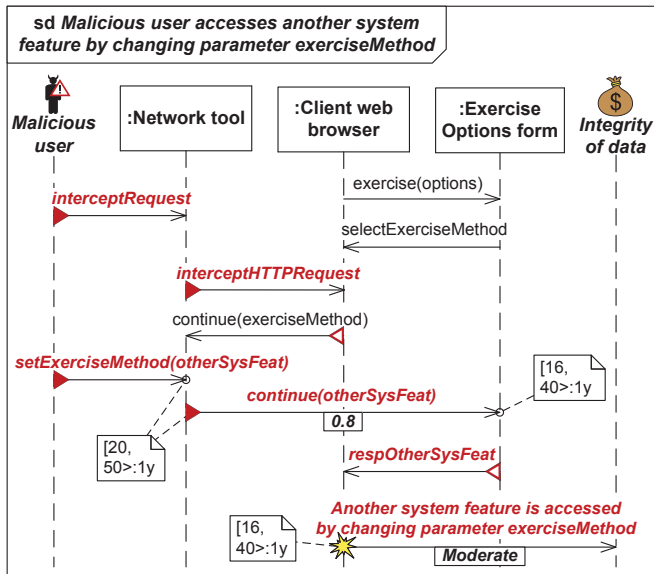 sd Malicious user accesses another system
feature by changing parameter exerciseMethod
Malicious
user
:Network tool
:Client web
browser
:Exercise
Options form
$
Integrity
of data
exercise(options)
interceptRequest
selectExerciseMethod
interceptHTTPRequest
continue(exerciseMethod)
setExerciseMethod(otherSysFeat)
[16,
40>:1y
continue(otherSysFeat)
0.8
[20,
50>:1y
respOtherSysFeat
Another system feature is accessed
by changing parameter exerciseMethod
[16,
40>:1y
Moderate